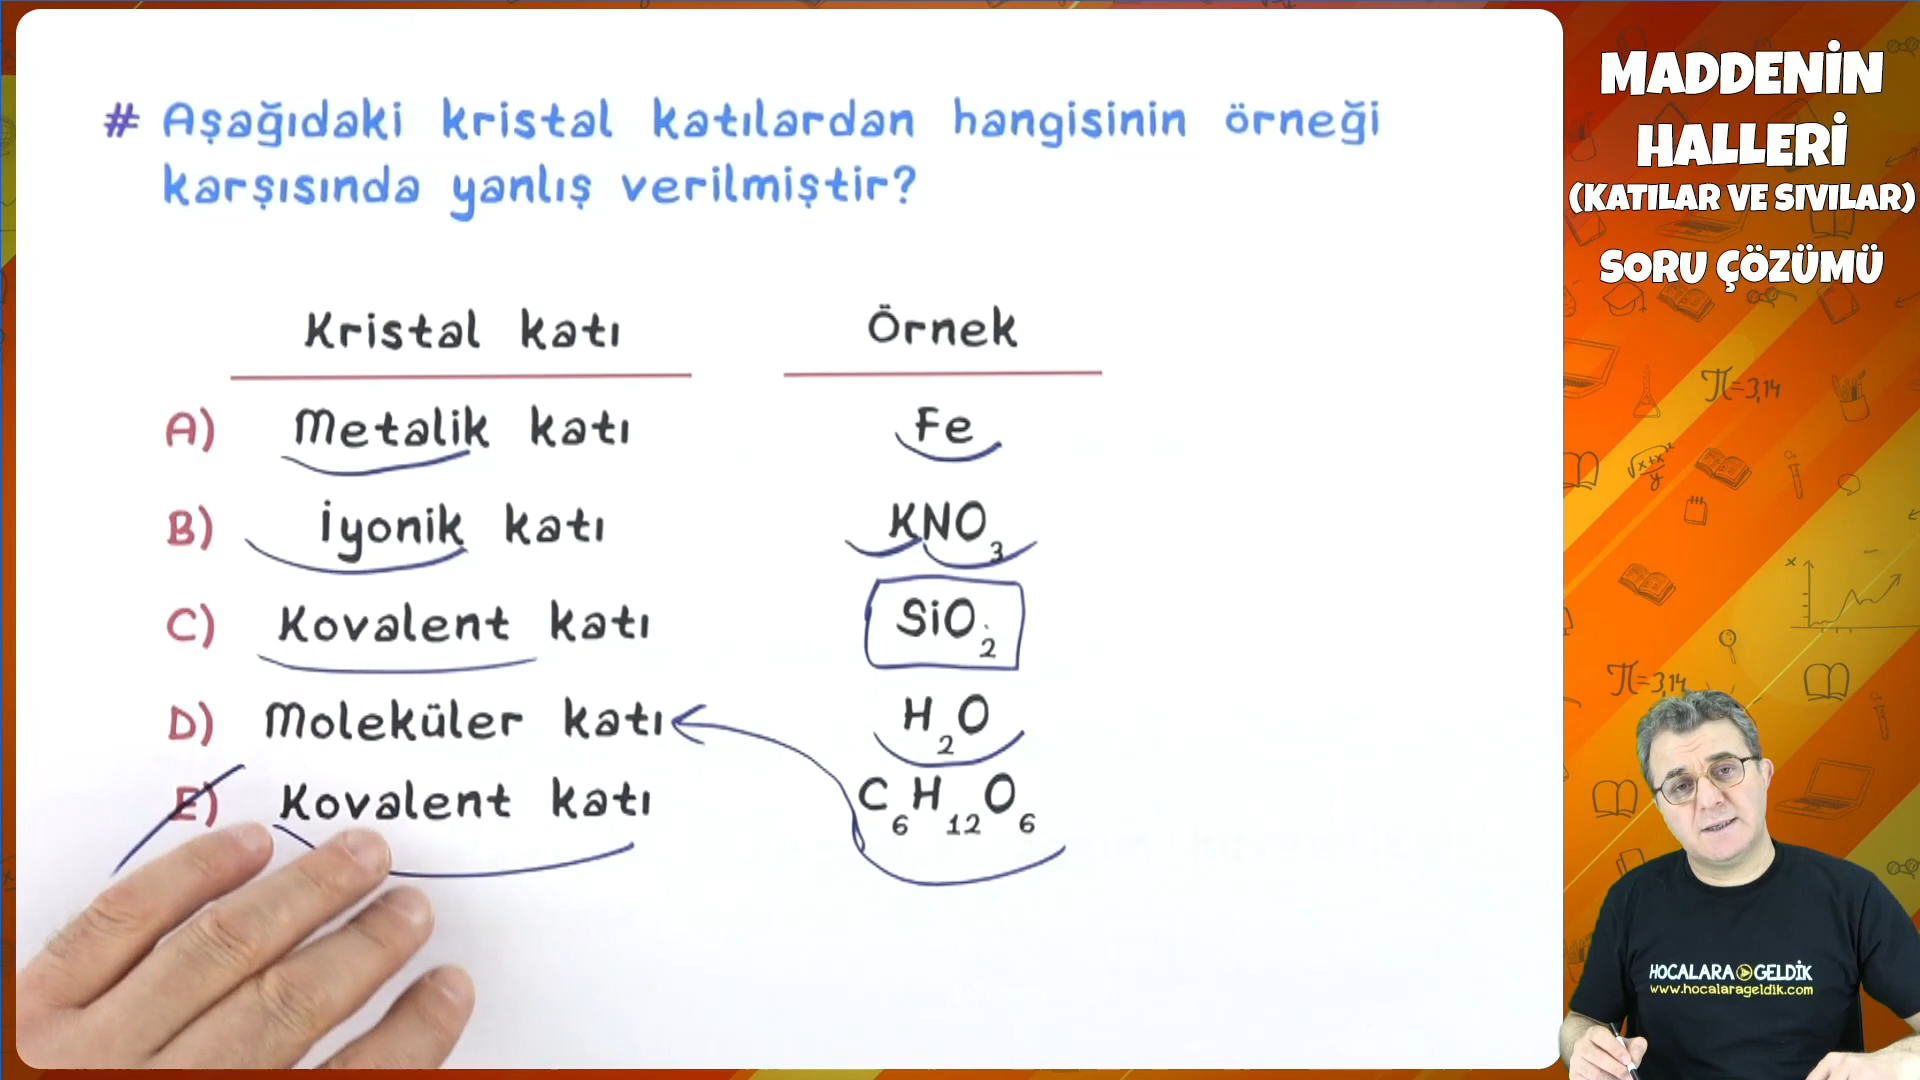 # Aşağıdaki kristal katılardan hangisinin örneği
karşısında yanlış verilmiştir?
Kristal katı Örnek
A) Metalik katı Fe
B) İyonik katı KNO₃
C) Kovalent katı SiO₂
D) Moleküler katı H₂O
E) Kovalent katı C₆H₁₂O₆
MADDENİN
HALLERİ
(KATILAR VE SIVILAR)
SORU ÇÖZÜMÜ
π=3,14
√x+x²/y
x
π=3,14
HOCALARA GELDİK
www.hocalarageldik.com